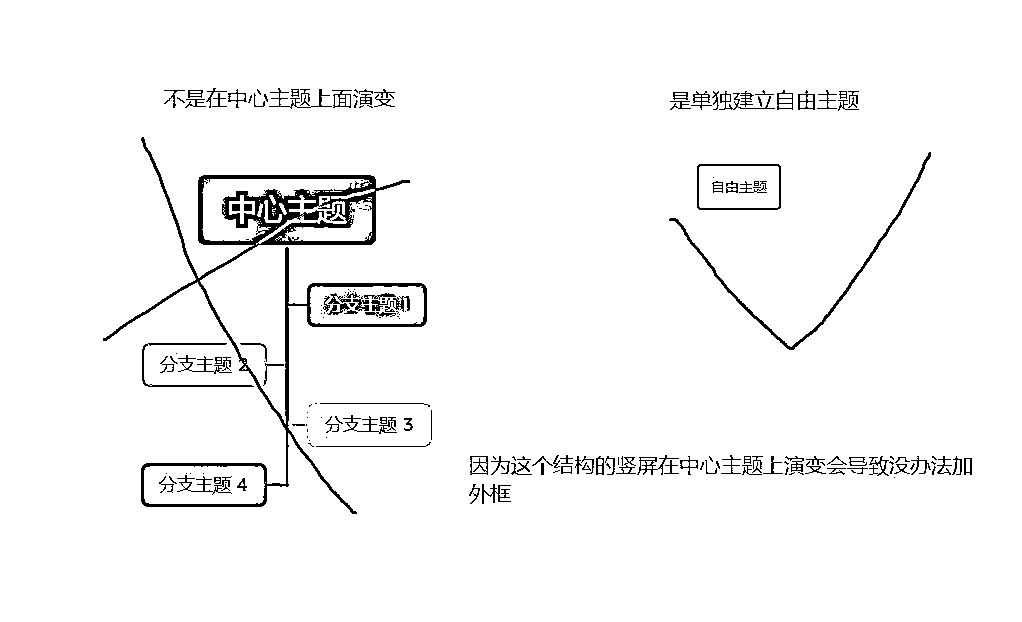 不是在中心主题上面演变
是单独建立自由主题
中心主题
自由主题
分支主题 1
分支主题 2
分支主题 3
分支主题 4
因为这个结构的竖屏在中心主题上演变会导致没办法加
外框